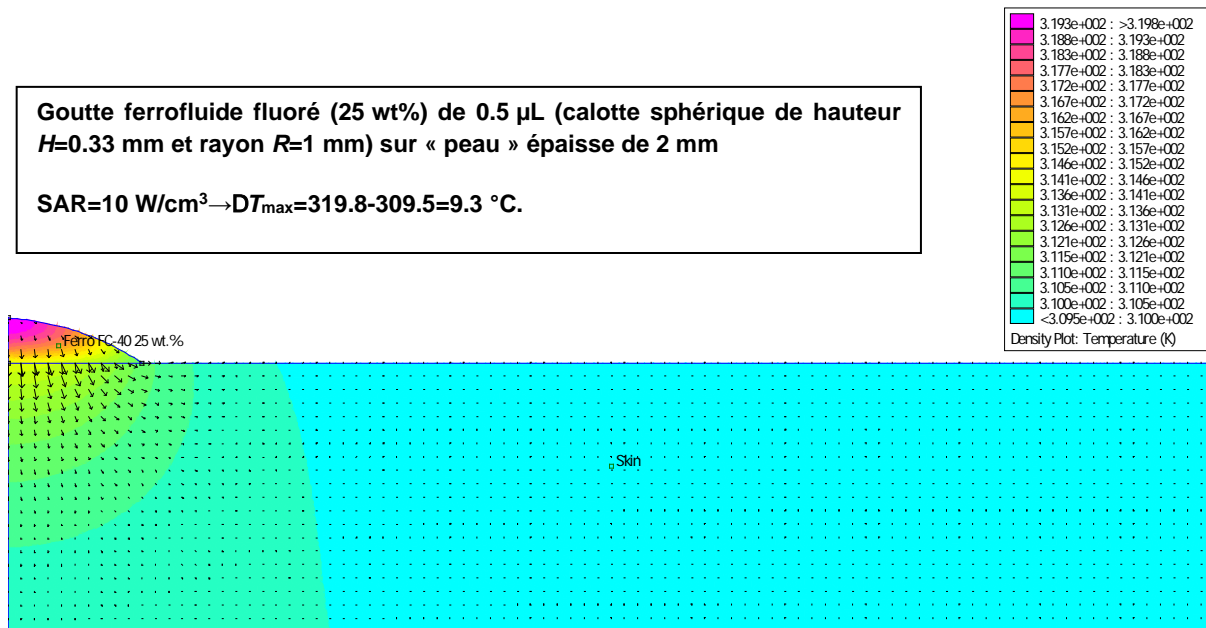 3.193e+002 : >3.198e+002
3.188e+002 : 3.193e+002
3.183e+002 : 3.188e+002
3.177e+002 : 3.183e+002
3.172e+002 : 3.177e+002
3.167e+002 : 3.172e+002
3.162e+002 : 3.167e+002
3.157e+002 : 3.162e+002
3.152e+002 : 3.157e+002
3.146e+002 : 3.152e+002
3.141e+002 : 3.146e+002
3.136e+002 : 3.141e+002
3.131e+002 : 3.136e+002
3.126e+002 : 3.131e+002
3.121e+002 : 3.126e+002
3.115e+002 : 3.121e+002
3.110e+002 : 3.115e+002
3.105e+002 : 3.110e+002
3.100e+002 : 3.105e+002
<3.095e+002 : 3.100e+002
Density Plot: Temperature (K)
Goutte ferrofluide fluoré (25 wt%) de 0.5 µL (calotte sphérique de hauteur
H=0.33 mm et rayon R=1 mm) sur « peau » épaisse de 2 mm
SAR=10 W/cm³→DTmax=319.8-309.5=9.3 °C.
Ferro FC-40 25 wt.%
Skin